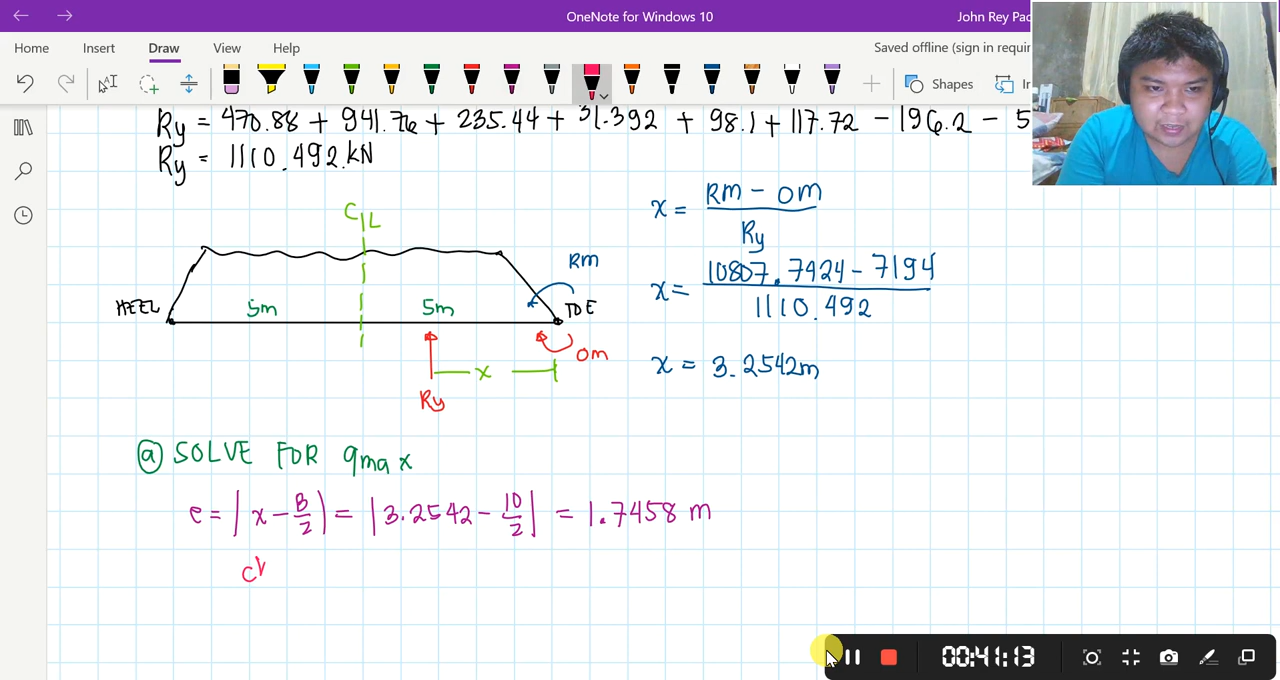 OneNote for Windows 10
John Rey Pac
Home Insert Draw View Help
Saved offline (sign in requir
Shapes
In
Ry = 470.88 + 941.76 + 235.44 + 31.392 + 98.1 + 117.72 - 196.2 - 5
Ry = 1110.492 kN
C|L
HEEL
5m
5m
Rm
TOE
Om
x
Ry
x = Rm - Om / Ry
x = 10807.7424 - 7194 / 1110.492
x = 3.2542m
(a) SOLVE FOR qmax
e = |x - B/2| = |3.2542 - 10/2| = 1.7458 m
00:41:13